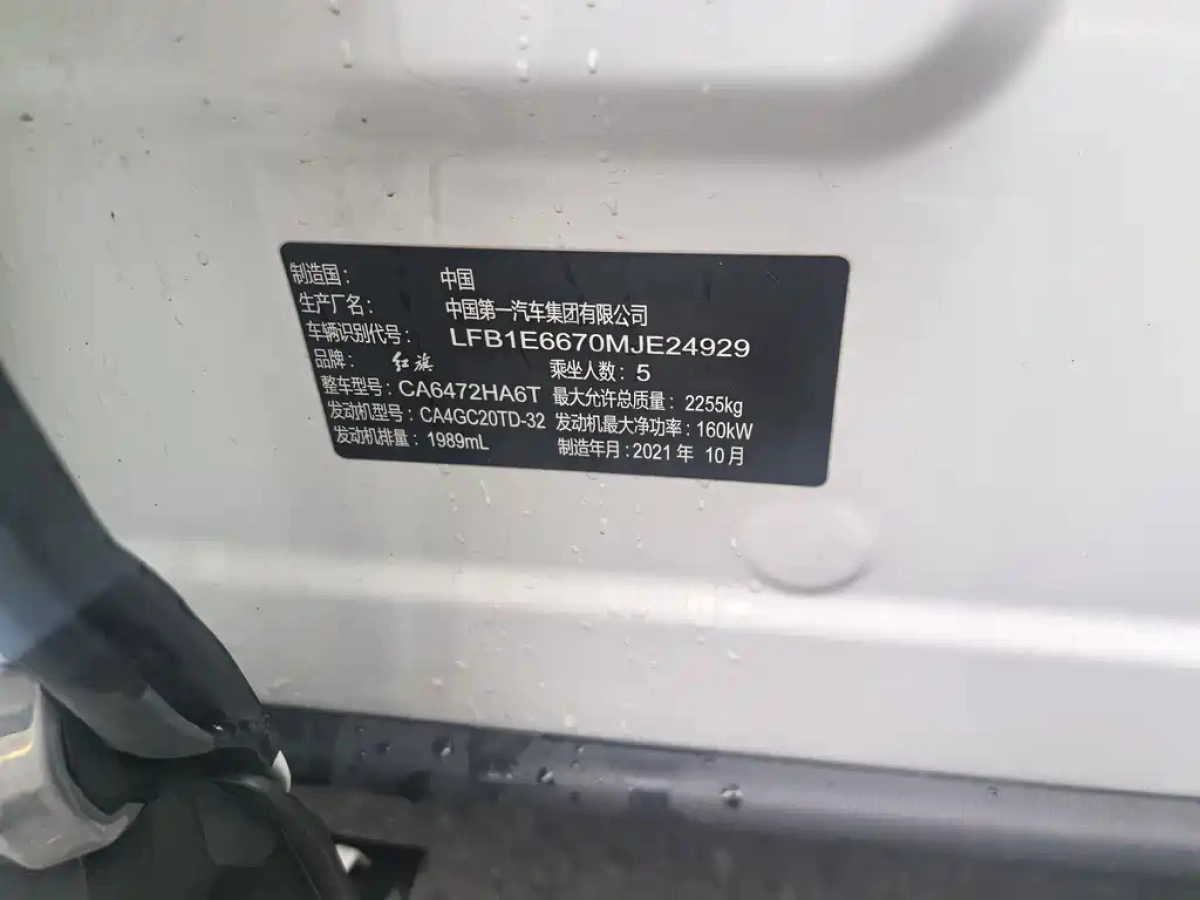 制造国： 中国
生产厂名： 中国第一汽车集团有限公司
车辆识别代号： LFB1E6670MJE24929
品牌： 红旗 乘坐人数：5
整车型号：CA6472HA6T 最大允许总质量：2255kg
发动机型号：CA4GC20TD-32 发动机最大净功率：160kW
发动机排量：1989mL 制造年月：2021年 10月